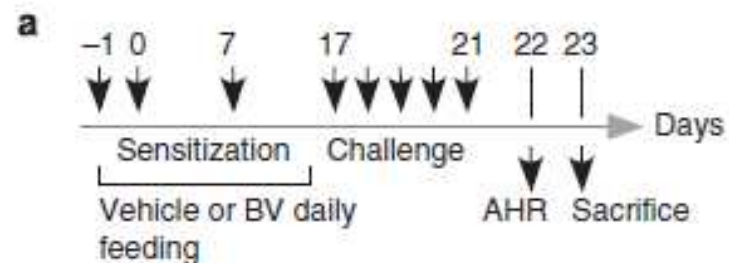 a
–1 0 7 17 21 22 23
Days
Sensitization Challenge
Vehicle or BV daily
feeding
AHR Sacrifice